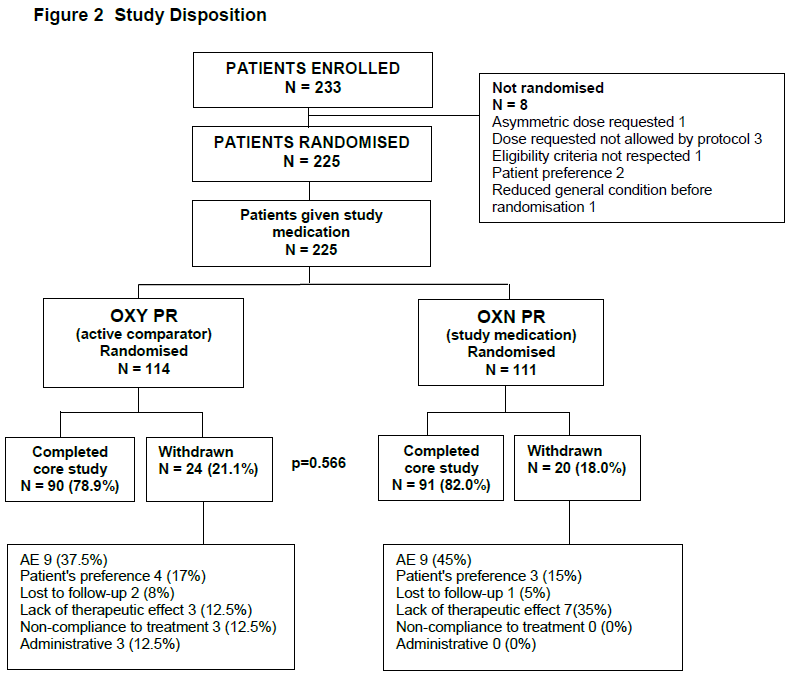 Figure 2  Study Disposition
PATIENTS ENROLLED
N = 233
Not randomised
N = 8
Asymmetric dose requested 1
Dose requested not allowed by protocol 3
Eligibility criteria not respected 1
Patient preference 2
Reduced general condition before
randomisation 1
PATIENTS RANDOMISED
N = 225
Patients given study
medication
N = 225
OXY PR
(active comparator)
Randomised
N = 114
OXN PR
(study medication)
Randomised
N = 111
Completed
core study
N = 90 (78.9%)
Withdrawn
N = 24 (21.1%)
p=0.566
Completed
core study
N = 91 (82.0%)
Withdrawn
N = 20 (18.0%)
AE 9 (37.5%)
Patient's preference 4 (17%)
Lost to follow-up 2 (8%)
Lack of therapeutic effect 3 (12.5%)
Non-compliance to treatment 3 (12.5%)
Administrative 3 (12.5%)
AE 9 (45%)
Patient's preference 3 (15%)
Lost to follow-up 1 (5%)
Lack of therapeutic effect 7(35%)
Non-compliance to treatment 0 (0%)
Administrative 0 (0%)